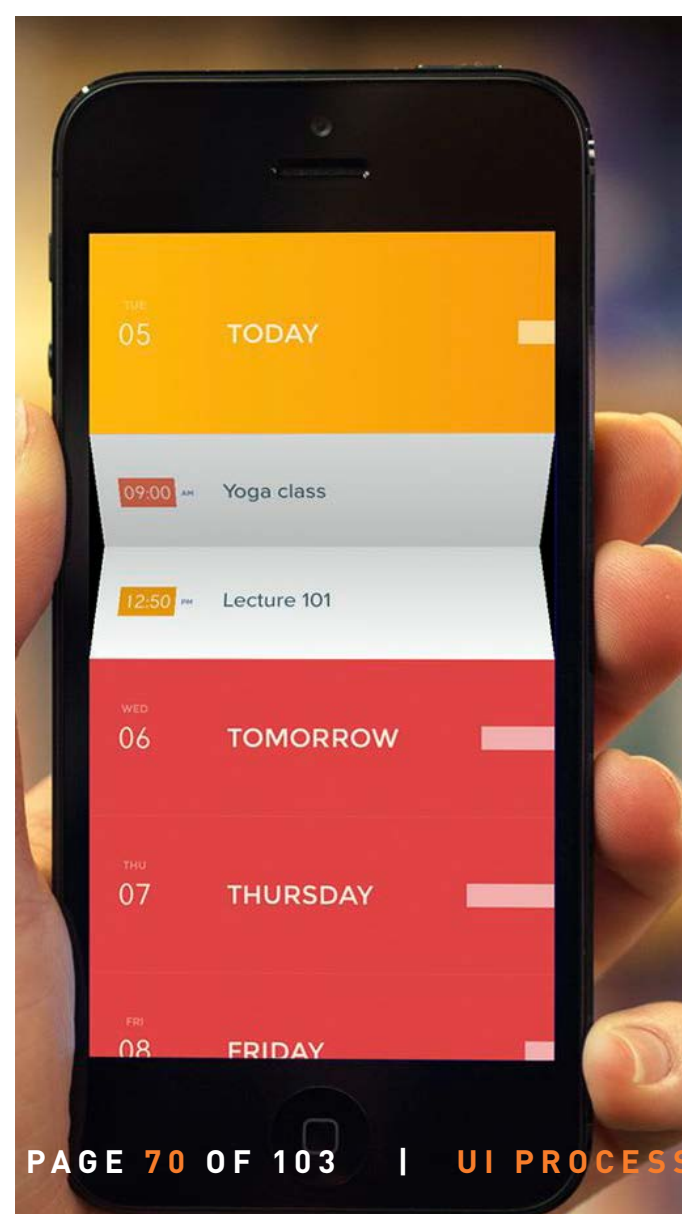 TUE
05 TODAY
09:00 AM Yoga class
12:50 PM Lecture 101
WED
06 TOMORROW
THU
07 THURSDAY
FRI
08 FRIDAY
PAGE 70 OF 103 | UI PROCESS